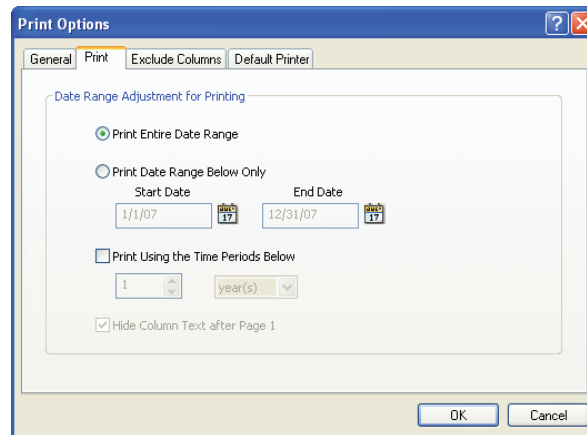 Print Options
General Print Exclude Columns Default Printer
Date Range Adjustment for Printing
Print Entire Date Range
Print Date Range Below Only
Start Date End Date
1/1/07 12/31/07
Print Using the Time Periods Below
1 year(s)
Hide Column Text after Page 1
OK Cancel